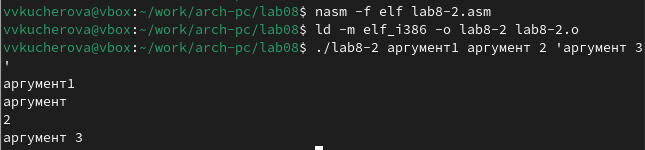 vvkucherova@vbox:~/work/arch-pc/lab08$ nasm -f elf lab8-2.asm
vvkucherova@vbox:~/work/arch-pc/lab08$ ld -m elf_i386 -o lab8-2 lab8-2.o
vvkucherova@vbox:~/work/arch-pc/lab08$ ./lab8-2 аргумент1 аргумент 2 'аргумент 3
'
аргумент1
аргумент
2
аргумент 3